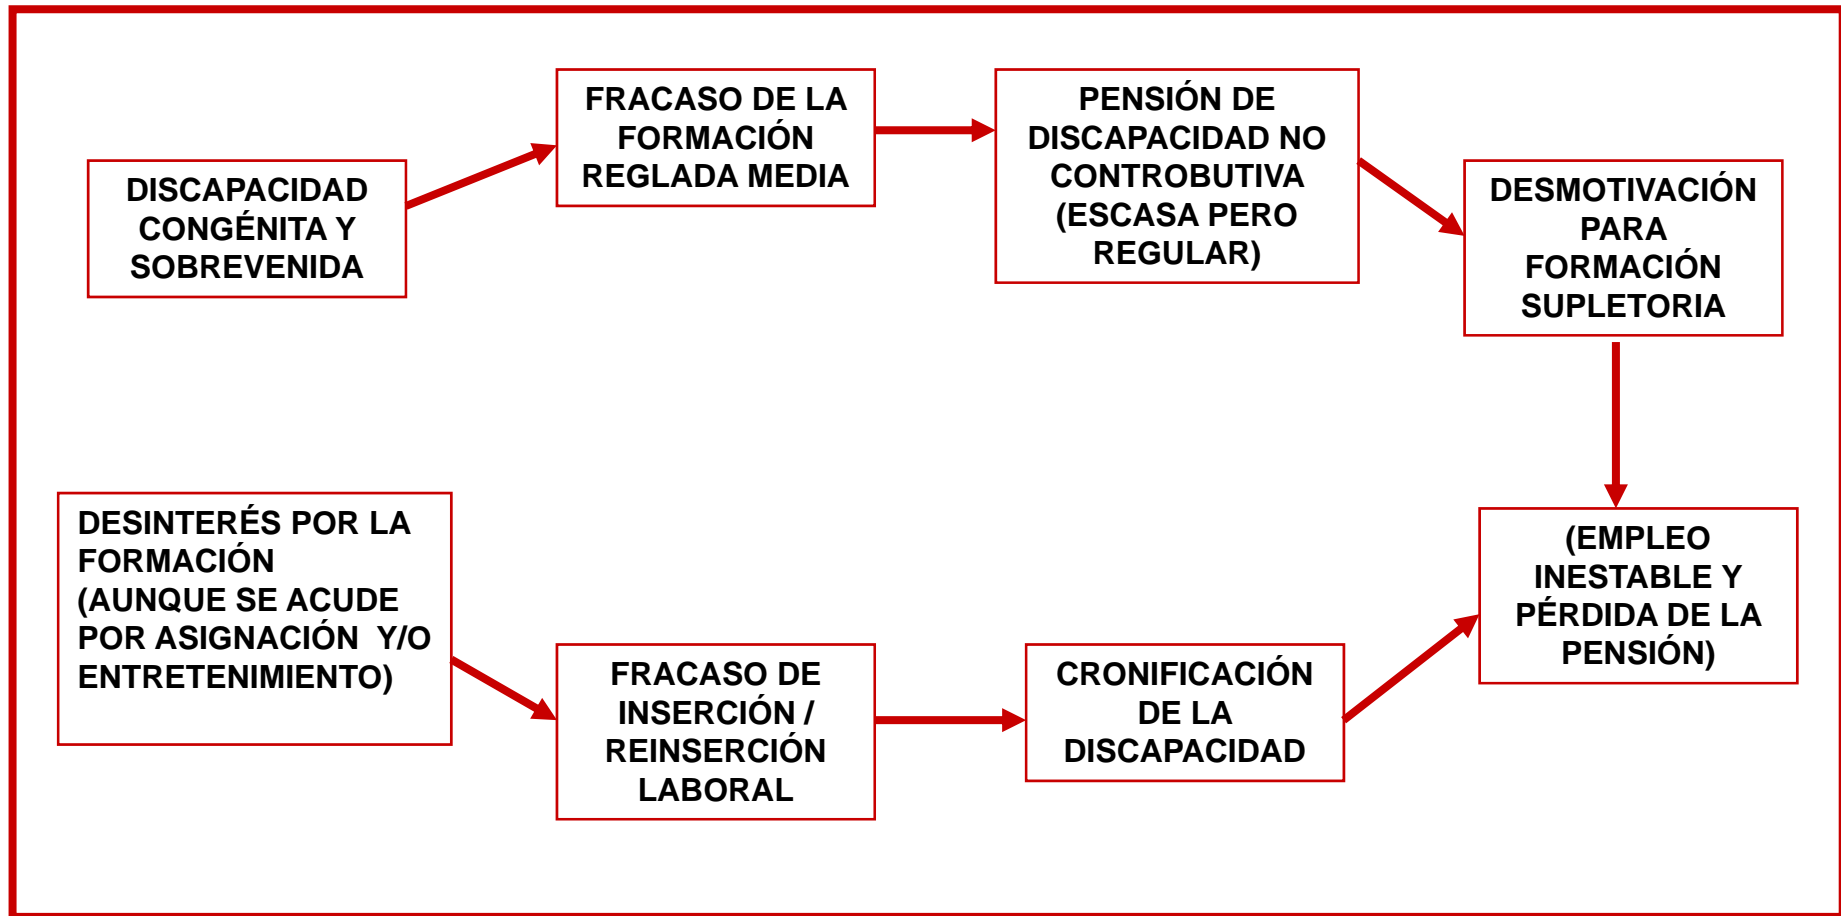 DISCAPACIDAD
CONGÉNITA Y
SOBREVENIDA
FRACASO DE LA
FORMACIÓN
REGLADA MEDIA
PENSIÓN DE
DISCAPACIDAD NO
CONTROBUTIVA
(ESCASA PERO
REGULAR)
DESMOTIVACIÓN
PARA
FORMACIÓN
SUPLETORIA
DESINTERÉS POR LA
FORMACIÓN
(AUNQUE SE ACUDE
POR ASIGNACIÓN Y/O
ENTRETENIMIENTO)
FRACASO DE
INSERCIÓN /
REINSERCIÓN
LABORAL
CRONIFICACIÓN
DE LA
DISCAPACIDAD
(EMPLEO
INESTABLE Y
PÉRDIDA DE LA
PENSIÓN)